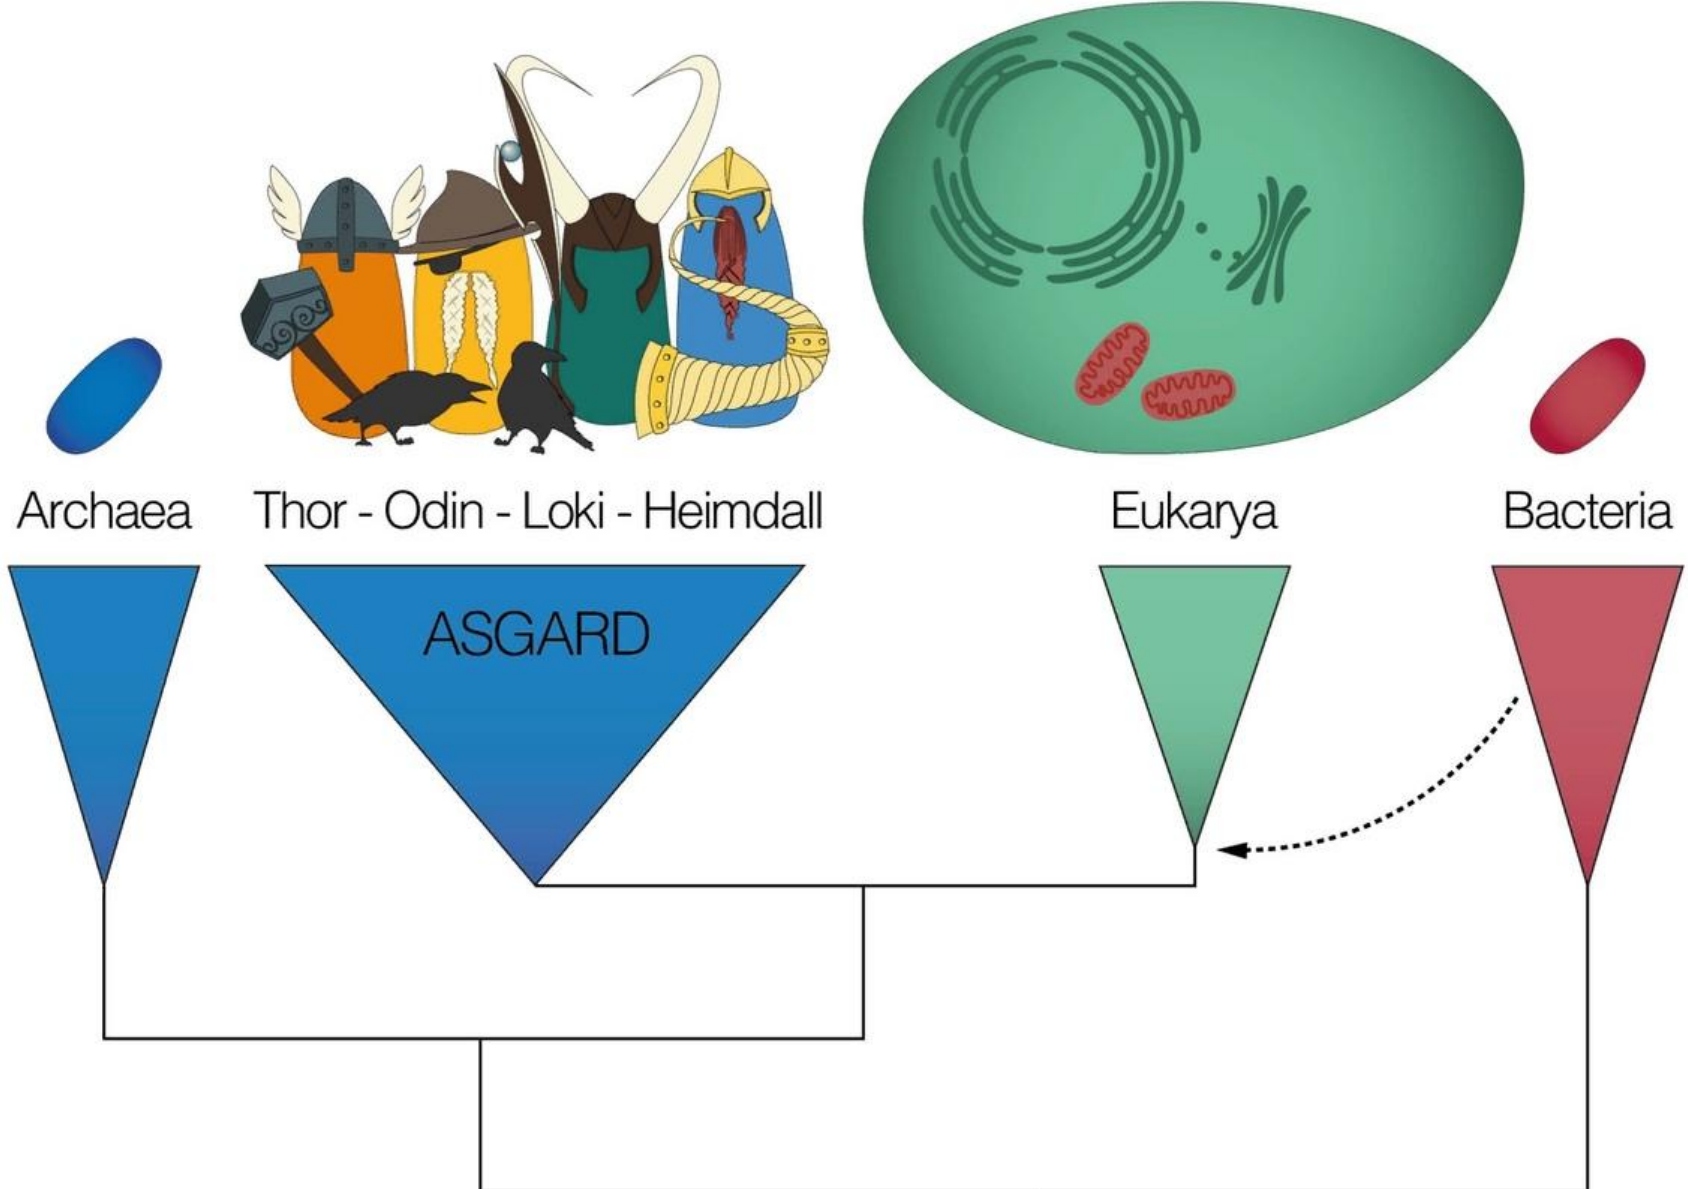 Archaea
Thor - Odin - Loki - Heimdall
Eukarya
Bacteria
ASGARD